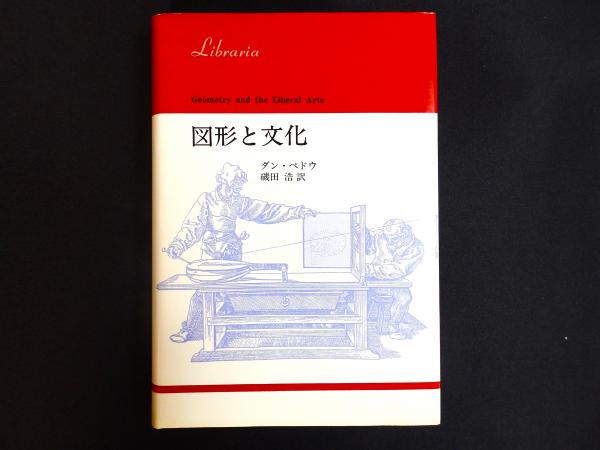 Libraria
Geometry and the Liberal Arts
図形と文化
ダン・ペドウ
磯田 浩 訳